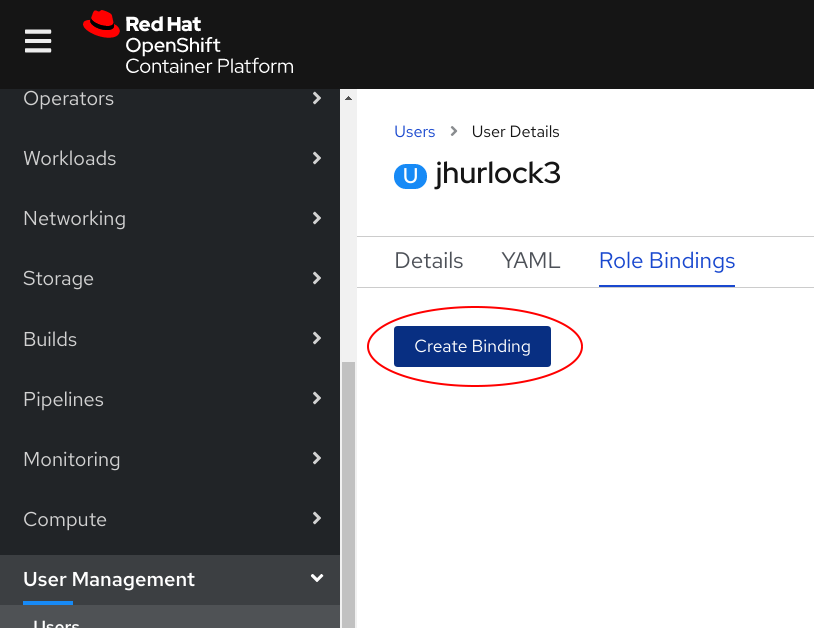 Red Hat
OpenShift
Container Platform
Operators
Workloads
Networking
Storage
Builds
Pipelines
Monitoring
Compute
User Management
Users
Users > User Details
U jhurlock3
Details YAML Role Bindings
Create Binding